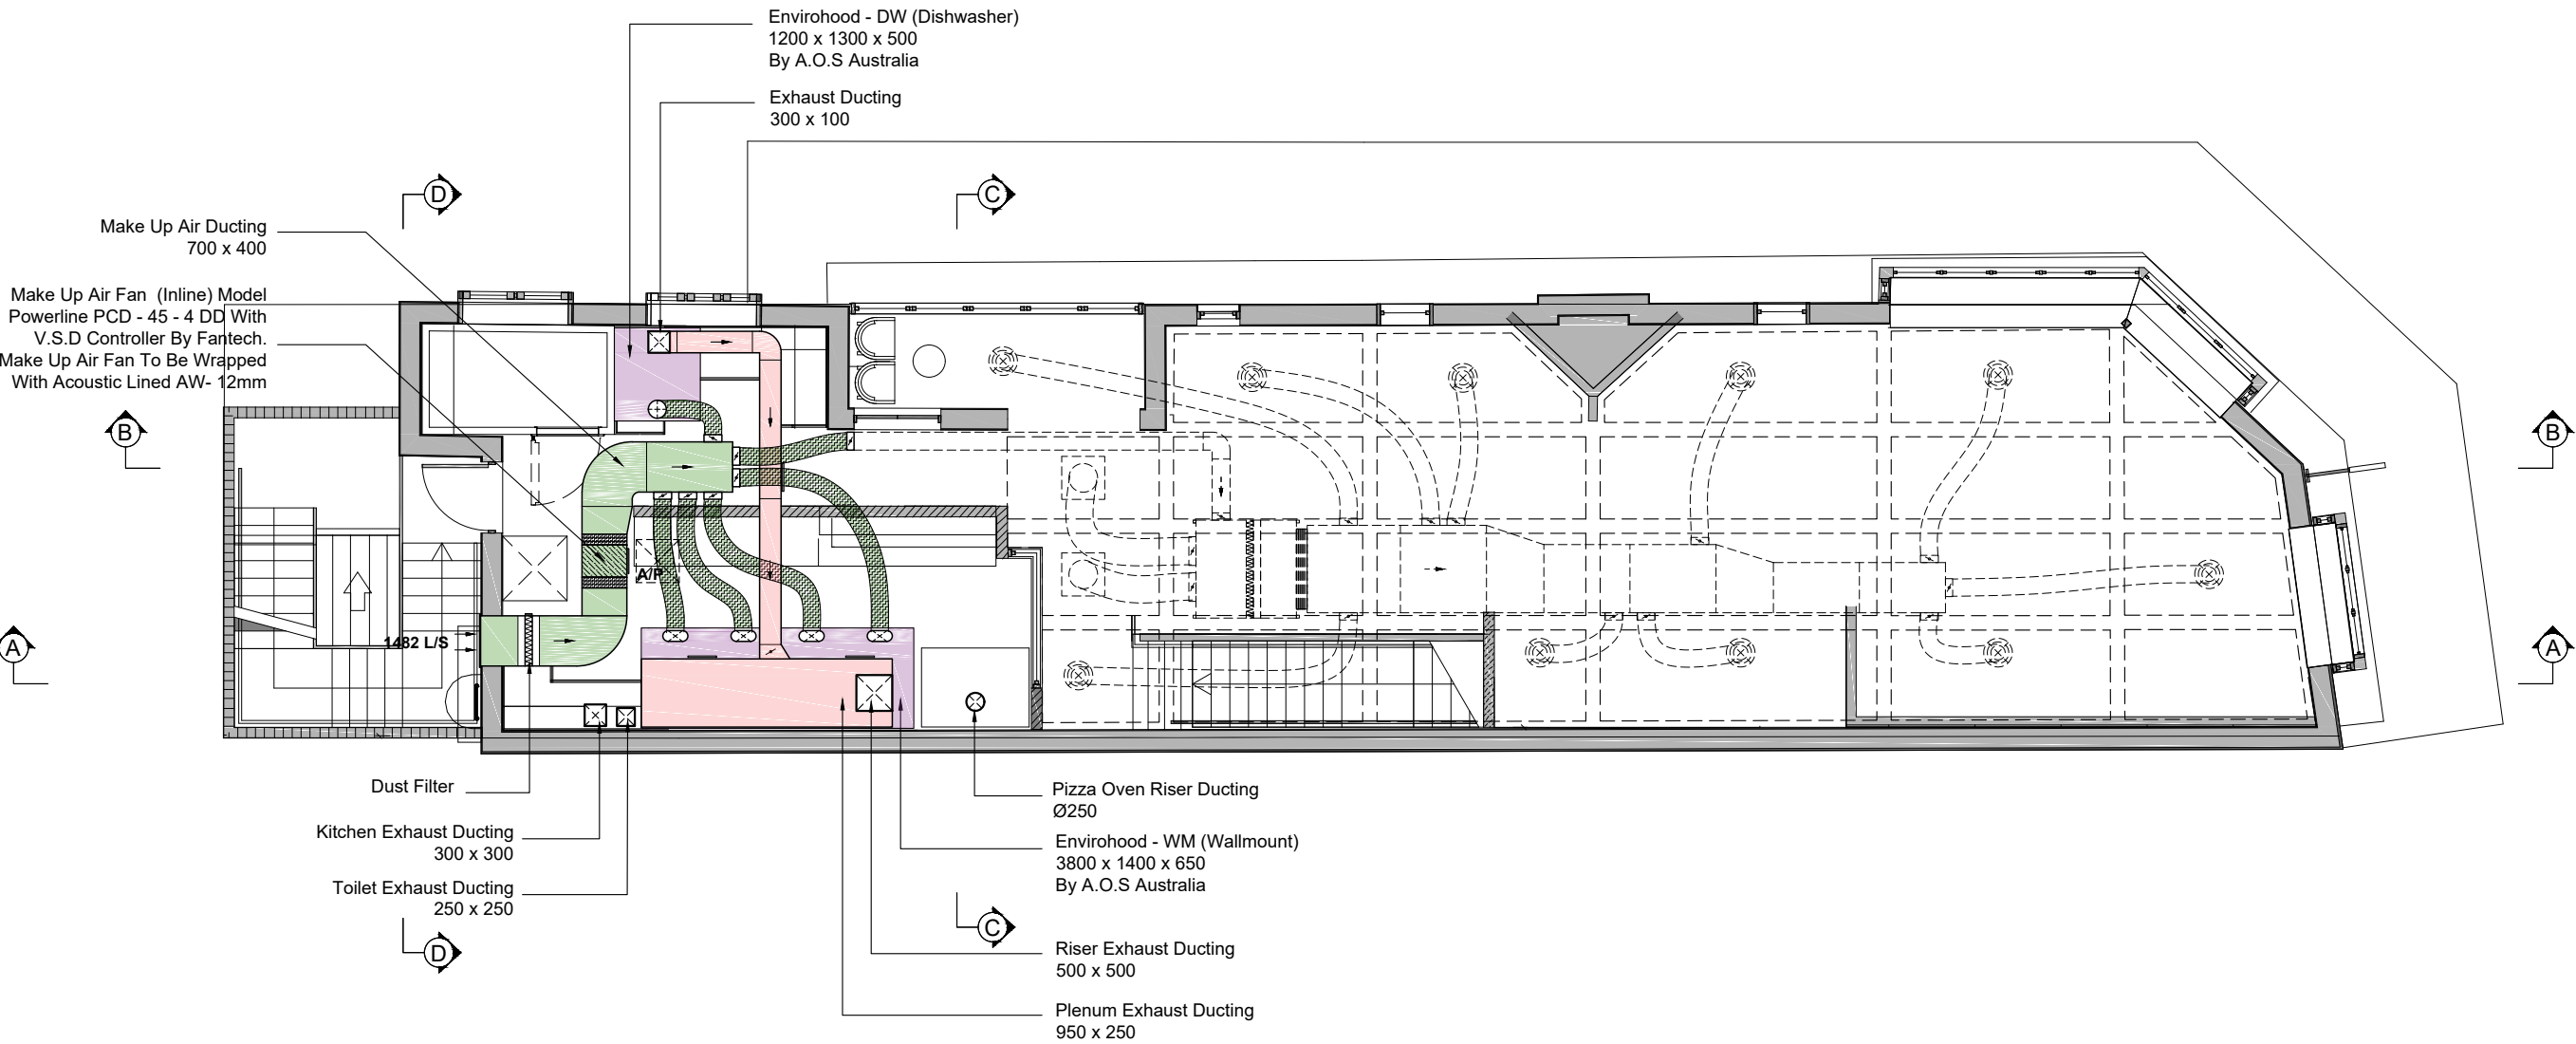 Envirohood - DW (Dishwasher)
1200 x 1300 x 500
By A.O.S Australia
Exhaust Ducting
300 x 100
D
C
Make Up Air Ducting
700 x 400
Make Up Air Fan (Inline) Model
Powerline PCD - 45 - 4 DD With
V.S.D Controller By Fantech.
Make Up Air Fan To Be Wrapped
With Acoustic Lined AW- 12mm
B
B
A/P
1482 L/S
A
A
Dust Filter
Kitchen Exhaust Ducting
300 x 300
Toilet Exhaust Ducting
250 x 250
D
Pizza Oven Riser Ducting
Ø250
Envirohood - WM (Wallmount)
3800 x 1400 x 650
By A.O.S Australia
C
Riser Exhaust Ducting
500 x 500
Plenum Exhaust Ducting
950 x 250